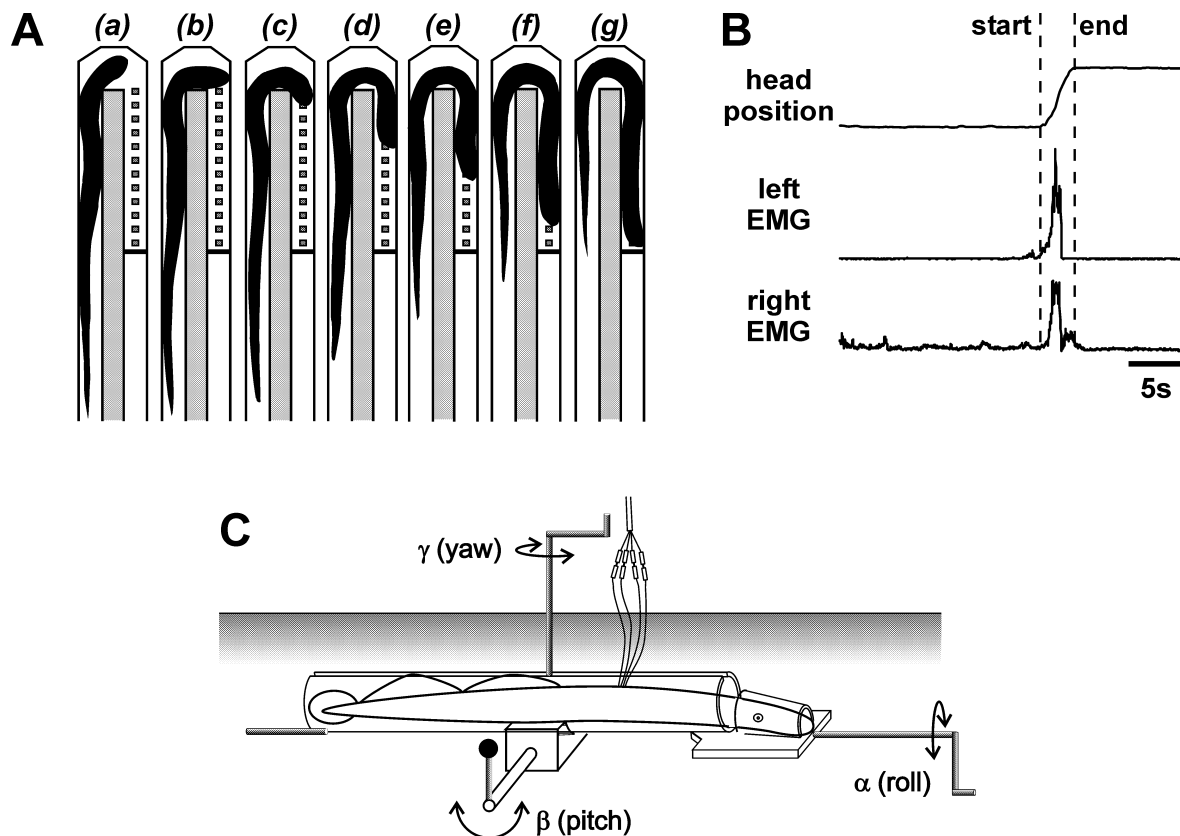 A
(a) (b) (c) (d) (e) (f) (g)
B
start end
head
position
left
EMG
right
EMG
5s
C
γ (yaw)
α (roll)
β (pitch)